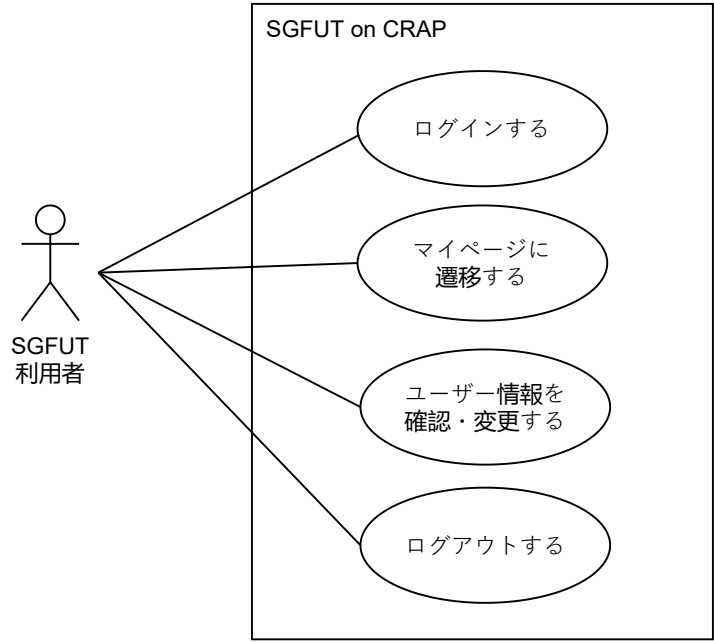 SGFUT on CRAP
ログインする
マイページに
遷移する
SGFUT
利用者
ユーザー情報を
確認・変更する
ログアウトする